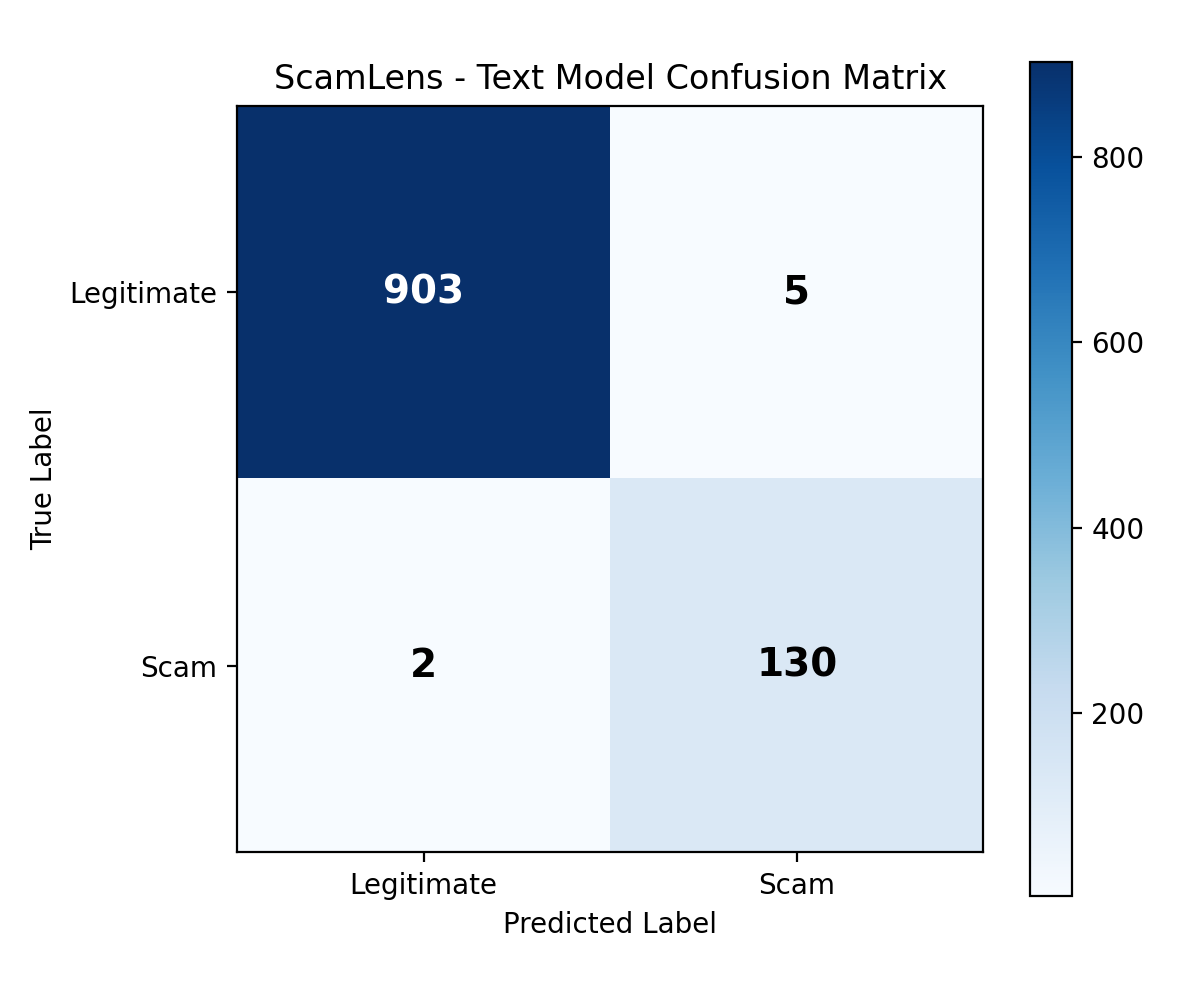 ScamLens - Text Model Confusion Matrix
903
5
2
130
Legitimate
Scam
True Label
Legitimate
Scam
Predicted Label
800
600
400
200